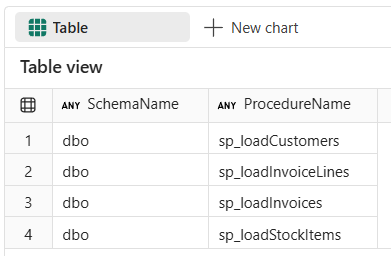 Table New chart
Table view
ANY SchemaName ANY ProcedureName
1 dbo sp_loadCustomers
2 dbo sp_loadInvoiceLines
3 dbo sp_loadInvoices
4 dbo sp_loadStockItems